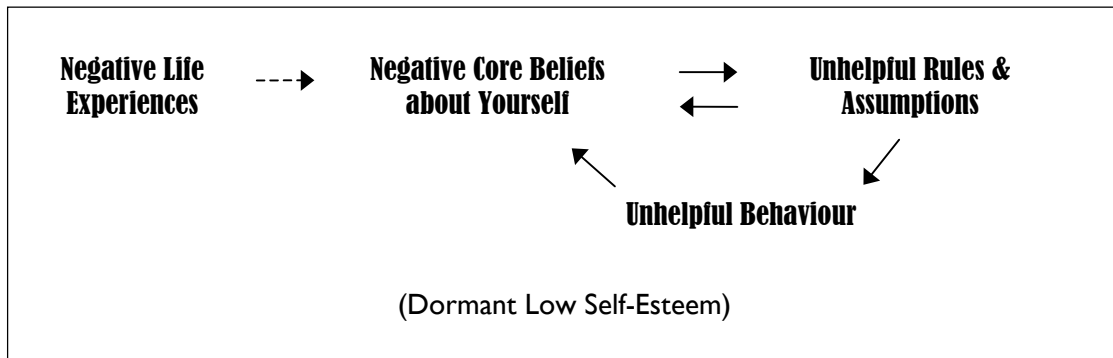 Negative Life
Experiences
Negative Core Beliefs
about Yourself
Unhelpful Rules &
Assumptions
Unhelpful Behaviour
(Dormant Low Self-Esteem)